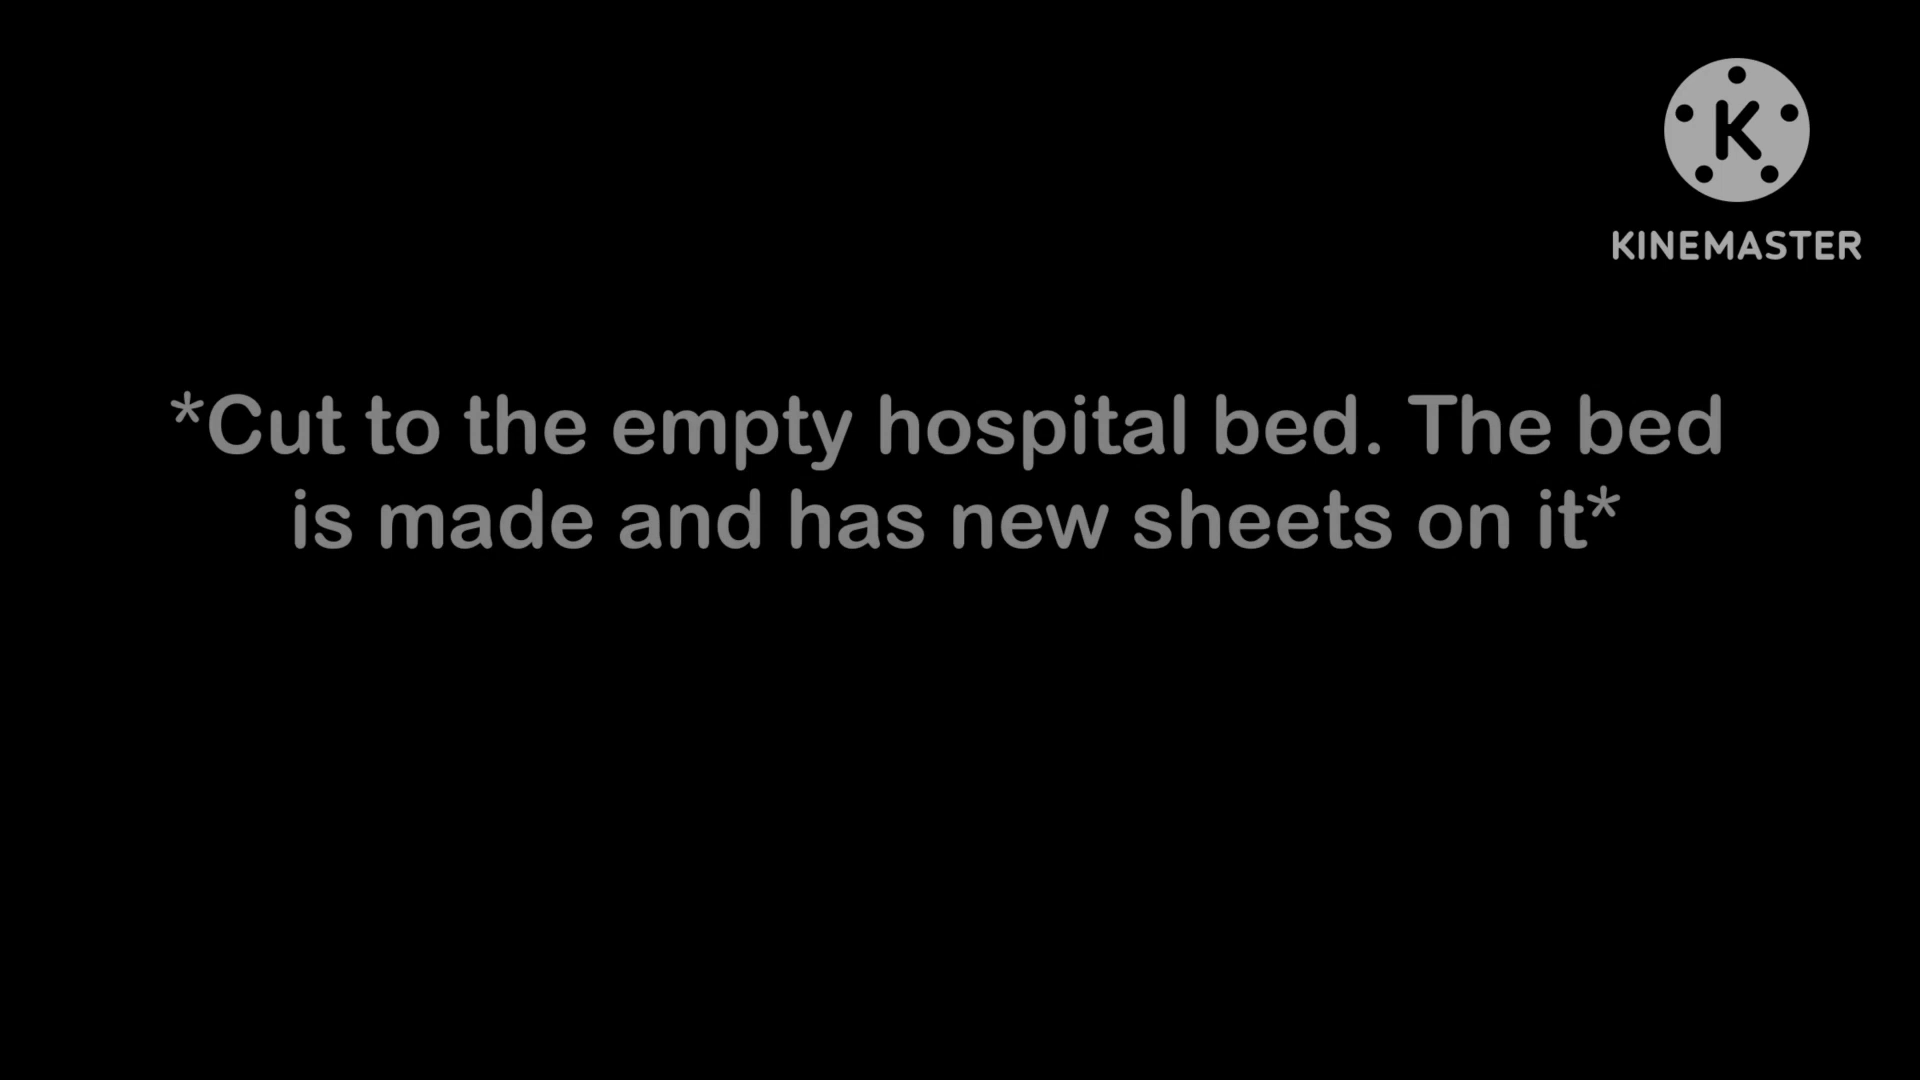 K
KINEMASTER
*Cut to the empty hospital bed. The bed
is made and has new sheets on it*